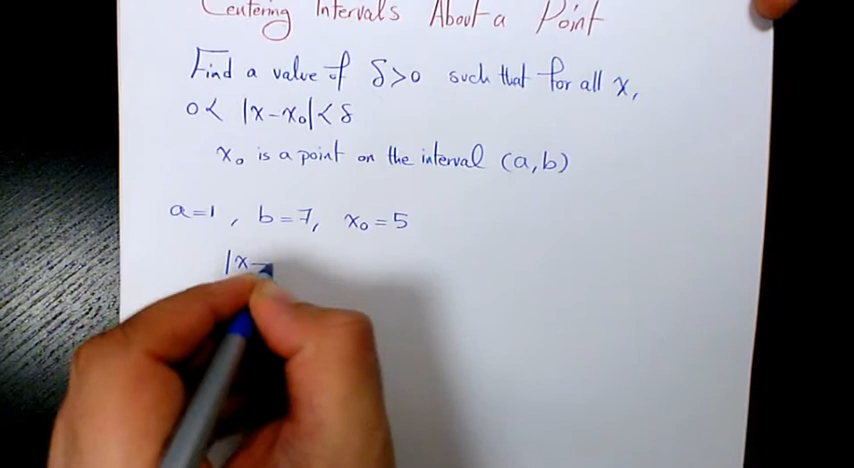 Centering Intervals About a Point
Find a value of δ>0 such that for all x,
0< |x-x₀|<δ
x₀ is a point on the interval (a,b)
a=1, b=7, x₀=5
|x-